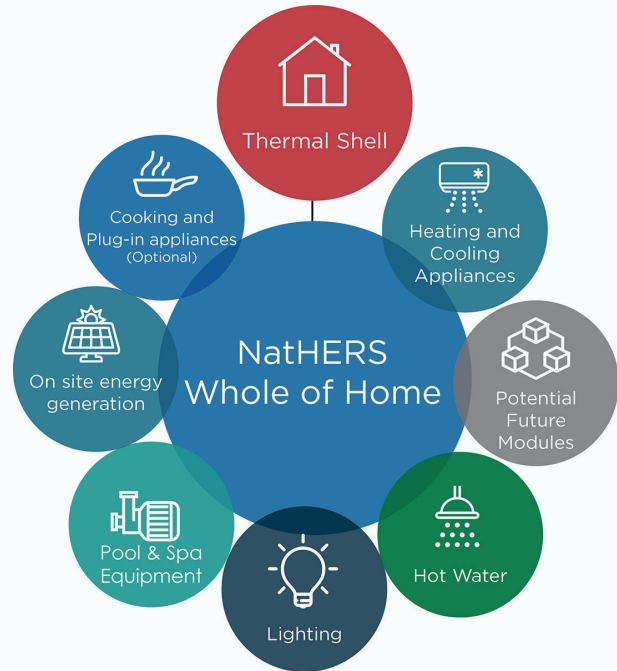 Thermal Shell
Cooking and
Plug-in appliances
(Optional)
Heating and
Cooling
Appliances
NatHERS
Whole of Home
On site energy
generation
Potential
Future
Modules
Pool & Spa
Equipment
Hot Water
Lighting